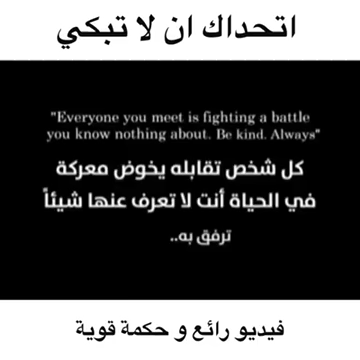 اتحداك ان لا تبكي
"Everyone you meet is fighting a battle
you know nothing about. Be kind. Always"
كل شخص تقابله يخوض معركة
في الحياة أنت لا تعرف عنها شيئاً
ترفق به..
فيديو رائع و حكمة قوية